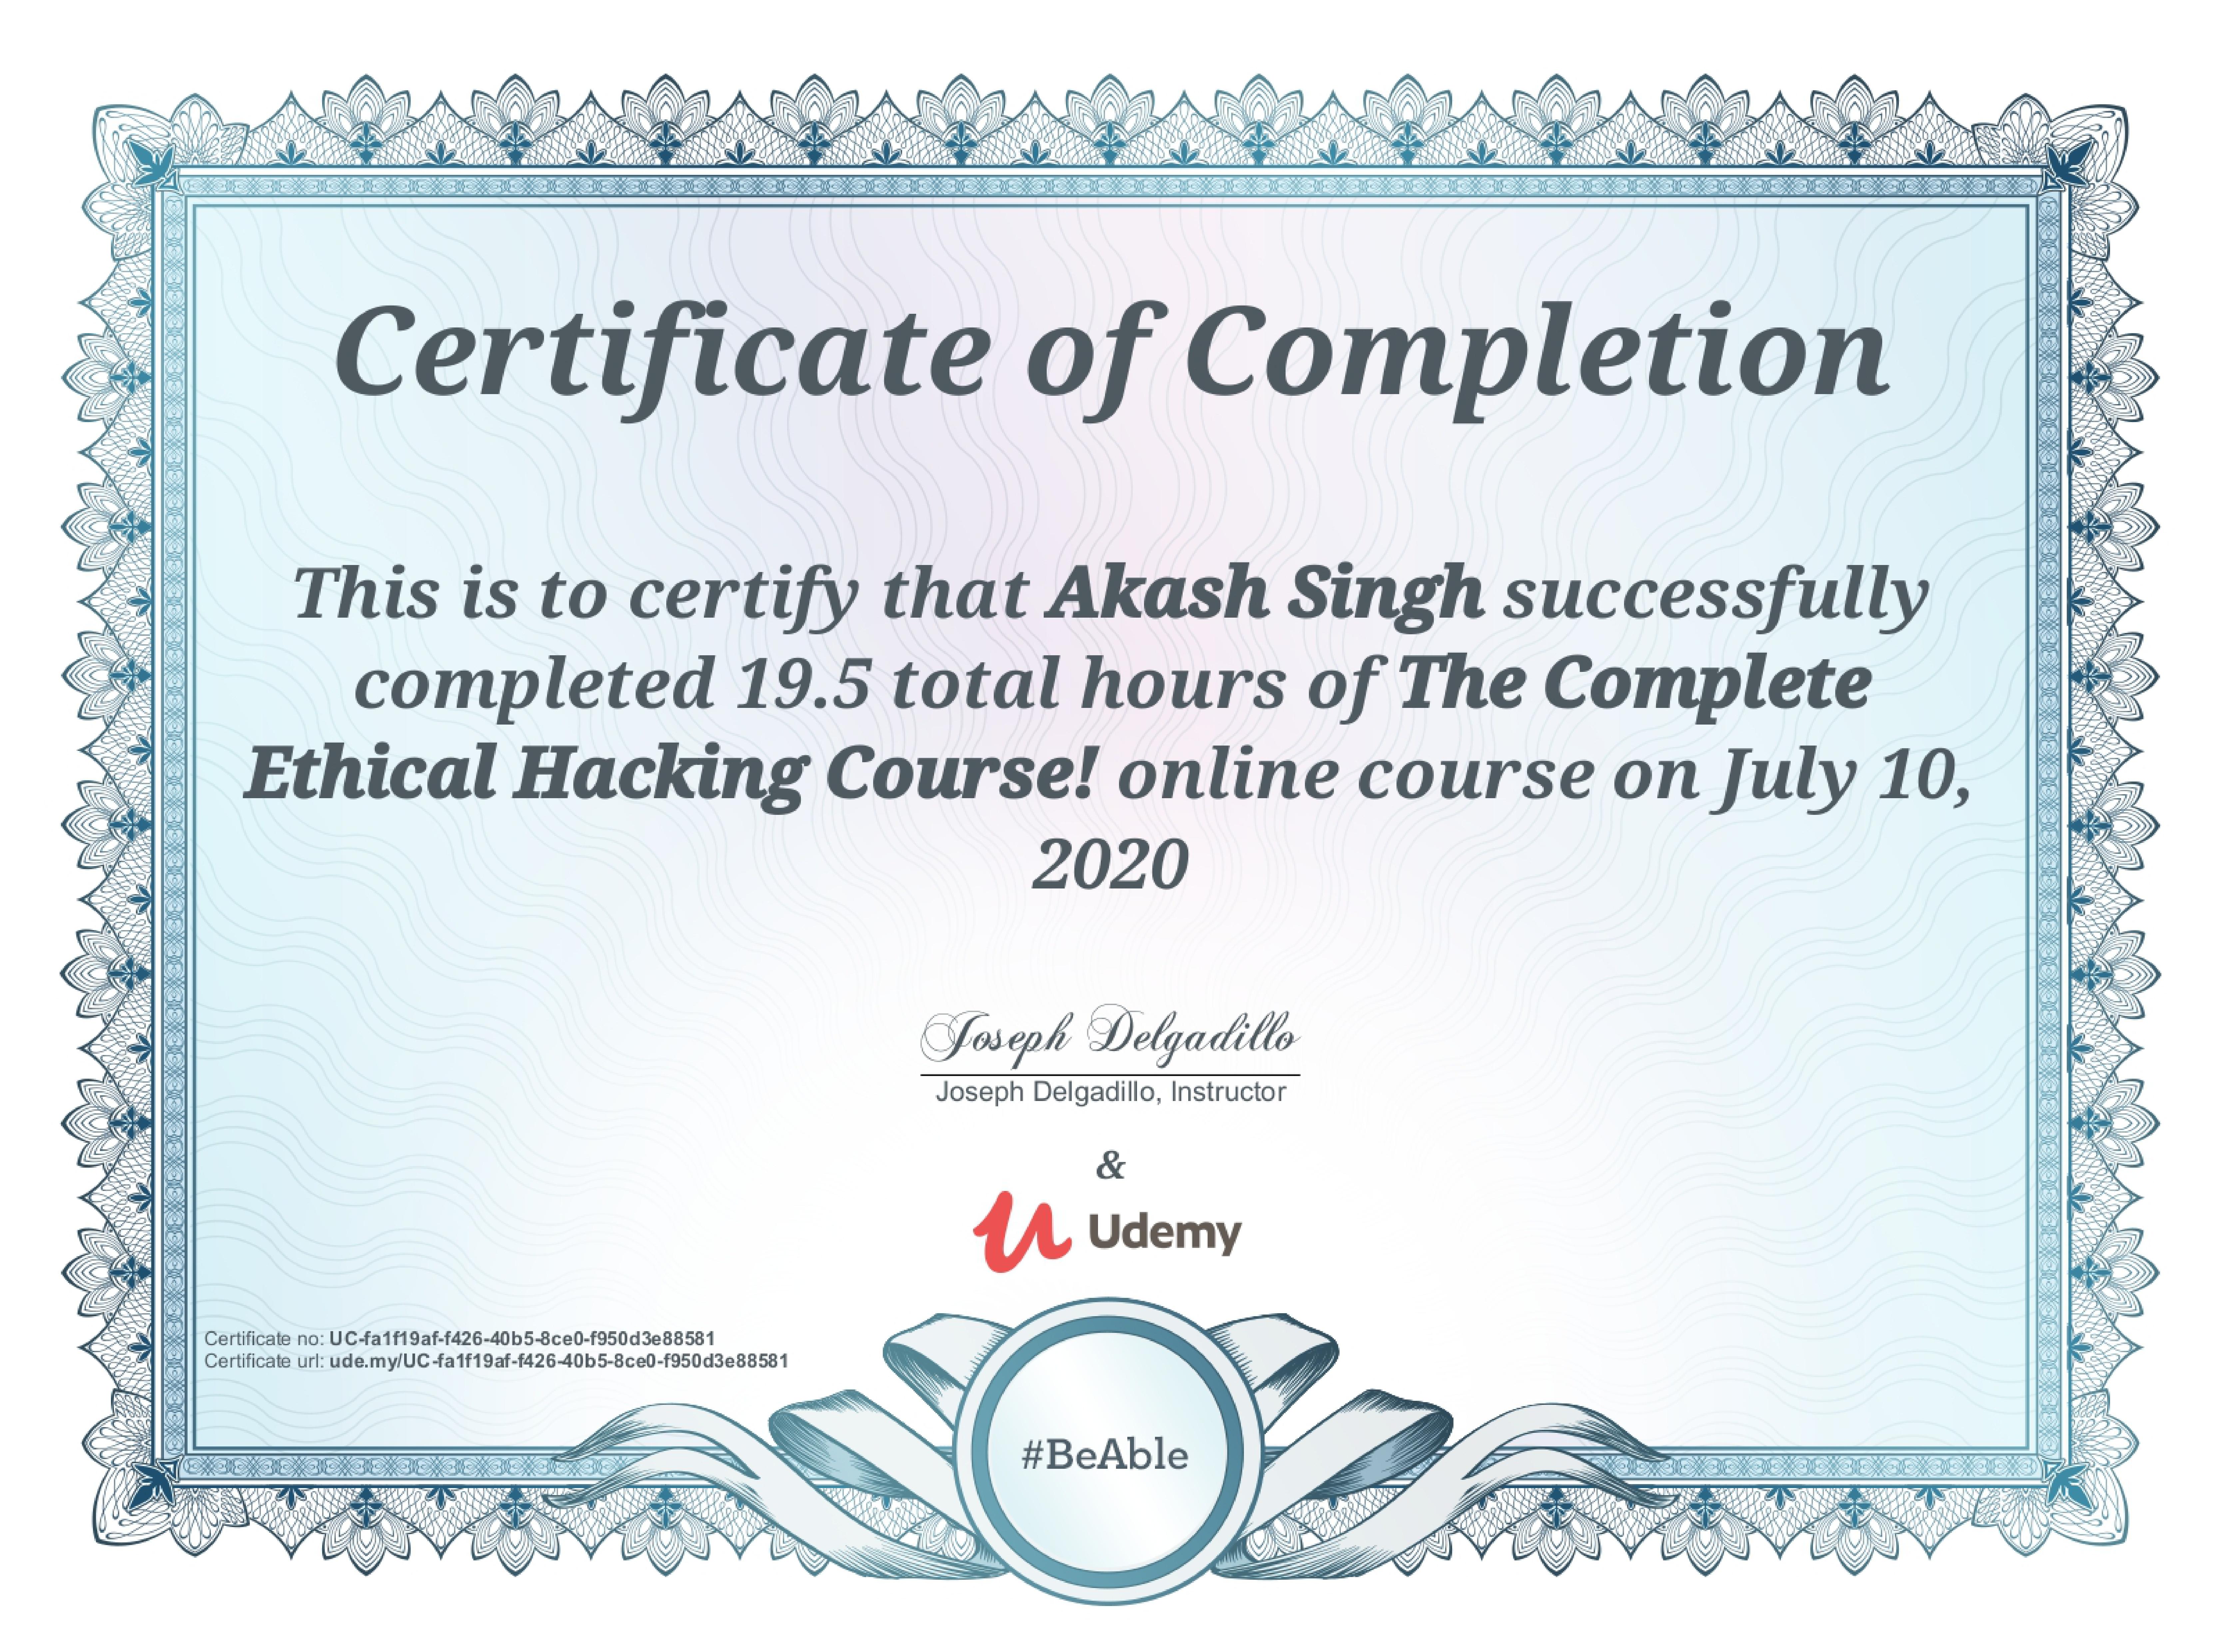 Certificate of Completion
This is to certify that Akash Singh successfully
completed 19.5 total hours of The Complete
Ethical Hacking Course! online course on July 10,
2020
Joseph Delgadillo
Joseph Delgadillo, Instructor
&
Udemy
Certificate no: UC-fa1f19af-f426-40b5-8ce0-f950d3e88581
Certificate url: ude.my/UC-fa1f19af-f426-40b5-8ce0-f950d3e88581
#BeAble